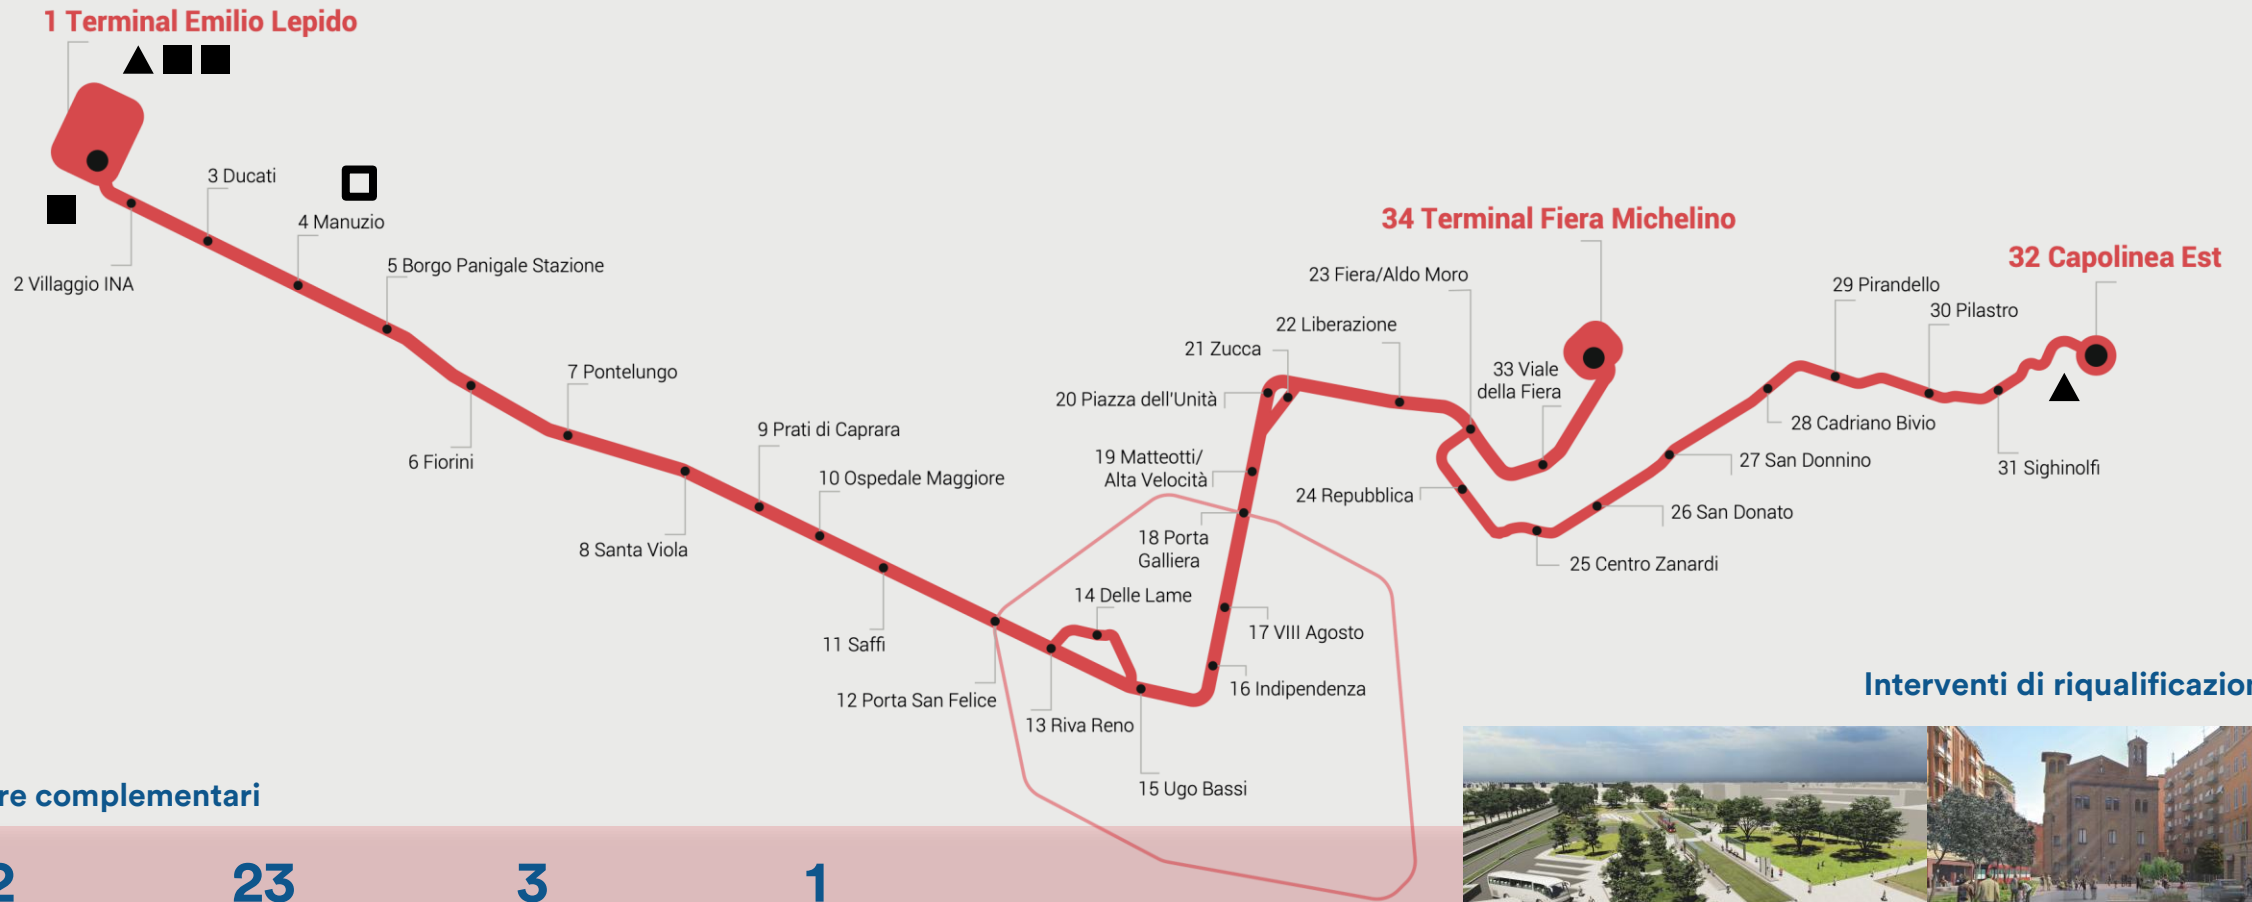 1 Terminal Emilio Lepido
3 Ducati
4 Manuzio
34 Terminal Fiera Michelino
32 Capolinea Est
5 Borgo Panigale Stazione
2 Villaggio INA
23 Fiera/Aldo Moro
29 Pirandello
30 Pilastro
22 Liberazione
21 Zucca
7 Pontelungo
33 Viale
della Fiera
20 Piazza dell'Unità
28 Cadriano Bivio
9 Prati di Caprara
6 Fiorini
19 Matteotti/
Alta Velocità
27 San Donnino
31 Sighinolfi
10 Ospedale Maggiore
24 Repubblica
26 San Donato
18 Porta
Galliera
8 Santa Viola
25 Centro Zanardi
14 Delle Lame
17 VIII Agosto
11 Saffi
16 Indipendenza
12 Porta San Felice
13 Riva Reno
15 Ugo Bassi
Interventi di riqualificazion
re complementari
2 23 3 1